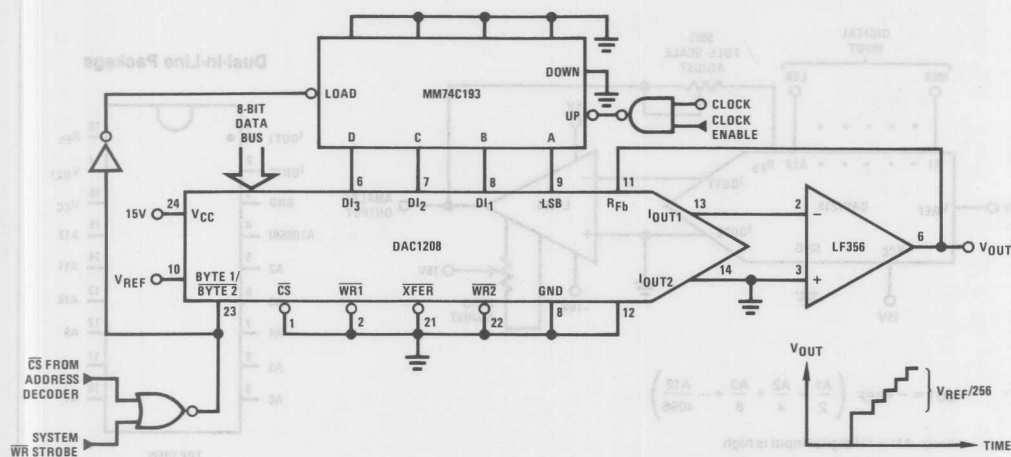 8-BIT
DATA
BUS
LOAD
MM74C193
DOWN
UP
CLOCK
CLOCK
ENABLE
D
C
B
A
6
7
8
9
11
DI3
DI2
DI1
LSB
RFb
24
15V
VCC
10
VREF
BYTE 1/
BYTE 2
23
DAC1208
IOUT1
13
IOUT2
14
CS
WR1
XFER
WR2
GND
1
2
21
22
8
12
2
−
LF356
6
3
+
VOUT
CS FROM
ADDRESS
DECODER
SYSTEM
WR STROBE
VOUT
VREF/256
TIME